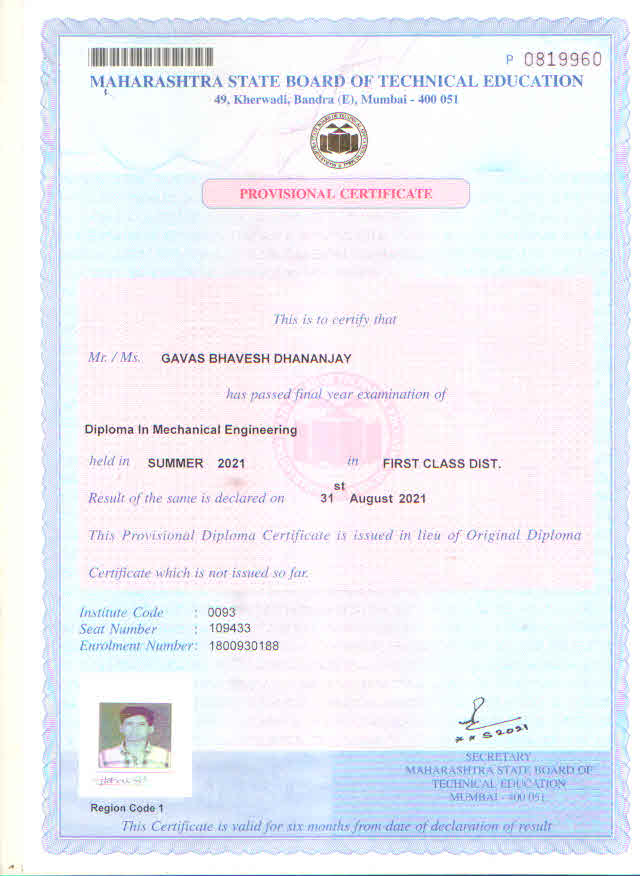 P 0819960
MAHARASHTRA STATE BOARD OF TECHNICAL EDUCATION
49, Kherwadi, Bandra (E), Mumbai - 400 051
PROVISIONAL CERTIFICATE
This is to certify that
Mr. / Ms. GAVAS BHAVESH DHANANJAY
has passed final year examination of
Diploma In Mechanical Engineering
held in SUMMER 2021 in FIRST CLASS DIST.
Result of the same is declared on 31st August 2021
This Provisional Diploma Certificate is issued in lieu of Original Diploma
Certificate which is not issued so far.
Institute Code : 0093
Seat Number : 109433
Enrolment Number: 1800930188
SECRETARY
MAHARASHTRA STATE BOARD OF
TECHNICAL EDUCATION
MUMBAI - 400 051
Region Code 1
This Certificate is valid for six months from date of declaration of result